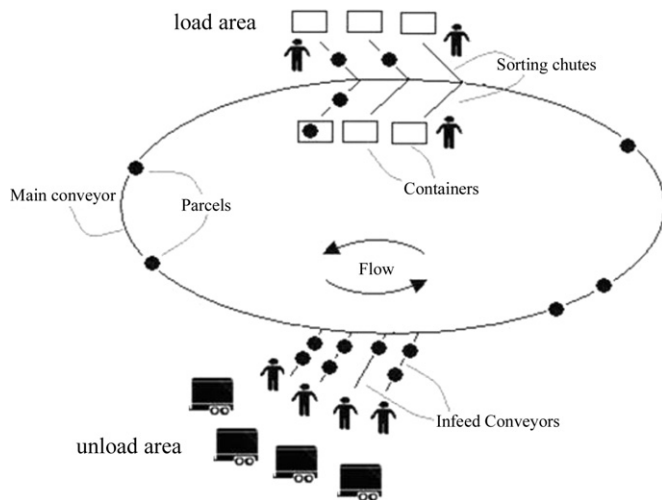 load area
Sorting chutes
Containers
Main conveyor
Parcels
Flow
Infeed Conveyors
unload area